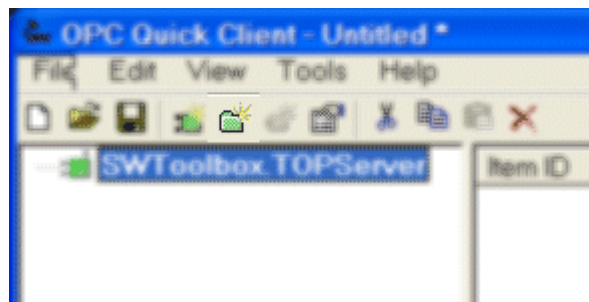 OPC Quick Client - Untitled *
File Edit View Tools Help
SWToolbox.TOPServer
Item ID